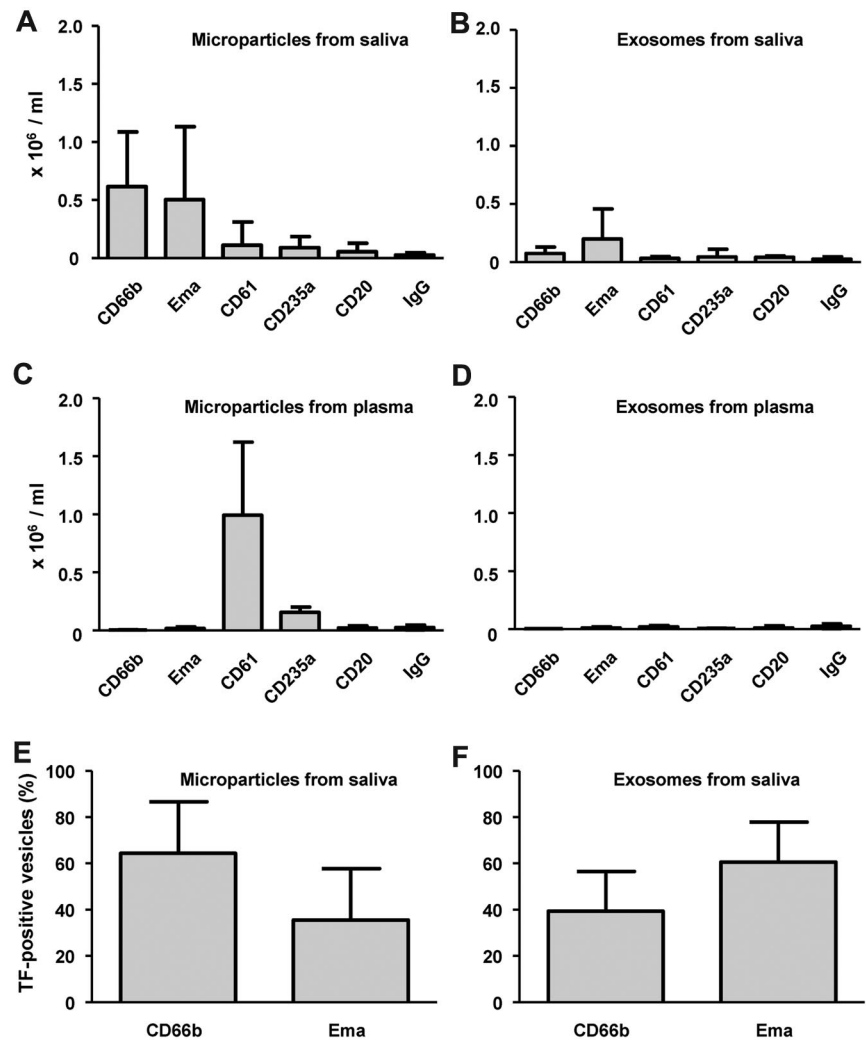 A
Microparticles from saliva
2.0
1.5
1.0
0.5
0
x 10⁶ / ml
CD66b
Ema
CD61
CD235a
CD20
IgG
B
Exosomes from saliva
2.0
1.5
1.0
0.5
0
CD66b
Ema
CD61
CD235a
CD20
IgG
C
Microparticles from plasma
2.0
1.5
1.0
0.5
0
x 10⁶ / ml
CD66b
Ema
CD61
CD235a
CD20
IgG
D
Exosomes from plasma
2.0
1.5
1.0
0.5
0
CD66b
Ema
CD61
CD235a
CD20
IgG
E
Microparticles from saliva
100
80
60
40
20
0
TF-positive vesicles (%)
CD66b
Ema
F
Exosomes from saliva
100
80
60
40
20
0
CD66b
Ema